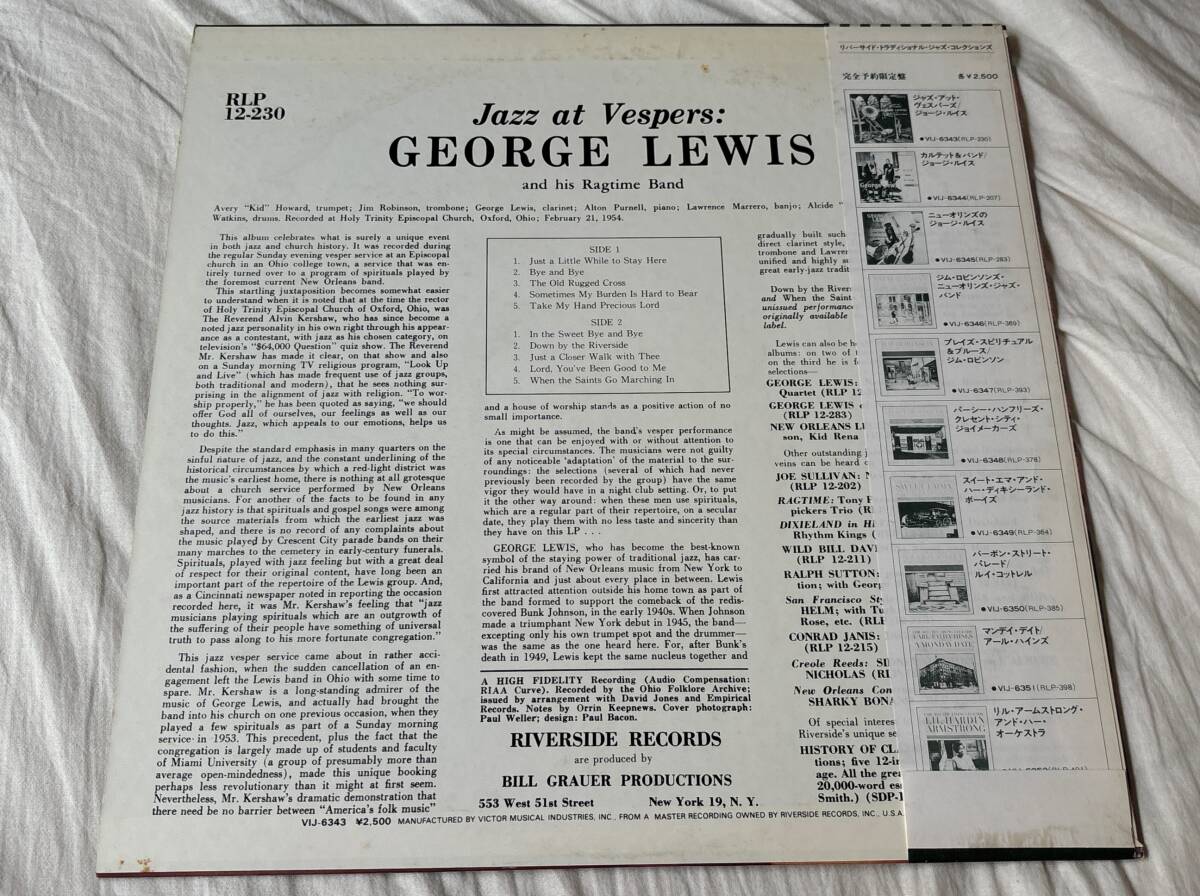 RLP
12-230
Jazz at Vespers:
GEORGE LEWIS
and his Ragtime Band
Avery "Kid" Howard, trumpet; Jim Robinson, trombone; George Lewis, clarinet; Alton Purnell, piano; Lawrence Marrero, banjo; Alcide "
Watkins, drums. Recorded at Holy Trinity Episcopal Church, Oxford, Ohio; February 21, 1954.
This album celebrates what is surely a unique event
in both jazz and church history. It was recorded during
the regular Sunday evening vesper service at an Episcopal
church in an Ohio college town, a service that was en-
tirely turned over to a program of spirituals played by
the foremost current New Orleans band.
This startling juxtaposition becomes somewhat easier
to understand when it is noted that at the time the rector
of Holy Trinity Episcopal Church of Oxford, Ohio, was
The Reverend Alvin Kershaw, who has since become a
noted jazz personality in his own right through his appear-
ance as a contestant, with jazz as his chosen category, on
television's "$64,000 Question" quiz show. The Reverend
Mr. Kershaw has made it clear, on that show and also
on a Sunday morning TV religious program, "Look Up
and Live" (which has made frequent use of jazz groups,
both traditional and modern), that he sees nothing sur-
prising in the alignment of jazz with religion. "To wor-
ship properly," he has been quoted as saying, "we should
offer God all of ourselves, our feelings as well as our
thoughts. Jazz, which appeals to our emotions, helps us
to do this."
Despite the standard emphasis in many quarters on the
sinful nature of jazz, and the constant underlining of the
historical circumstances by which a red-light district was
the music's earliest home, there is nothing at all grotesque
about a church service performed by New Orleans
musicians. For another of the facts to be found in any
jazz history is that spirituals and gospel songs were among
the source materials from which the earliest jazz was
shaped, and there is no record of any complaints about
the music played by Crescent City parade bands on their
many marches to the cemetery in early-century funerals.
Spirituals, played with jazz feeling but with a great deal
of respect for their original content, have long been an
important part of the repertoire of the Lewis group. And,
as a Cincinnati newspaper noted in reporting the occasion
recorded here, it was Mr. Kershaw's feeling that "jazz
musicians playing spirituals which are an outgrowth of
the suffering of their people have something of universal
truth to pass along to his more fortunate congregation."
This jazz vesper service came about in rather acci-
dental fashion, when the sudden cancellation of an en-
gagement left the Lewis band in Ohio with some time to
spare. Mr. Kershaw is a long-standing admirer of the
music of George Lewis, and actually had brought the
band into his church on one previous occasion, when they
played a few spirituals as part of a Sunday morning
service in 1953. This precedent, plus the fact that the
congregation is largely made up of students and faculty
of Miami University (a group of presumably more than
average open-mindedness), made this unique booking
perhaps less revolutionary than it might at first seem.
Nevertheless, Mr. Kershaw's dramatic demonstration that
there need be no barrier between "America's folk music"
SIDE 1
1. Just a Little While to Stay Here
2. Bye and Bye
3. The Old Rugged Cross
4. Sometimes My Burden Is Hard to Bear
5. Take My Hand Precious Lord
SIDE 2
1. In the Sweet Bye and Bye
2. Down by the Riverside
3. Just a Closer Walk with Thee
4. Lord, You've Been Good to Me
5. When the Saints Go Marching In
and a house of worship stands as a positive action of no
small importance.
As might be assumed, the band's vesper performance
is one that can be enjoyed with or without attention to
its special circumstances. The musicians were not guilty
of any noticeable 'adaptation' of the material to the sur-
roundings: the selections (several of which had never
previously been recorded by the group) have the same
vigor they would have in a night club setting. Or, to put
it the other way around: when these men use spirituals,
which are a regular part of their repertoire, on a secular
date, they play them with no less taste and sincerity than
they have on this LP . . .
GEORGE LEWIS, who has become the best-known
symbol of the staying power of traditional jazz, has car-
ried his brand of New Orleans music from New York to
California and just about every place in between. Lewis
first attracted attention outside his home town as part of
the band formed to support the comeback of the redis-
covered Bunk Johnson, in the early 1940s. When Johnson
made a triumphant New York debut in 1945, the band—
excepting only his own trumpet and the drummer—
was the same as the one heard here. For, after Bunk's
death in 1949, Lewis kept the same nucleus together and
A HIGH FIDELITY Recording (Audio Compensation:
RIAA Curve). Recorded by the Ohio Folklore Archive;
issued by arrangement with David Jones and Empirical
Records. Notes by Orrin Keepnews. Cover photograph:
Paul Weller; design: Paul Bacon.
RIVERSIDE RECORDS
are produced by
BILL GRAUER PRODUCTIONS
553 West 51st Street New York 19, N. Y.
gradually built such
direct clarinet style,
trombone and Lawrer
unified and highly su
great early-jazz tradit
Down by the Rivers
and When the Saint
unissued performanc
originally available
label.
Lewis can also be h
albums: on two of t
on the third he is f
selections—
GEORGE LEWIS:
Quartet (RLP 12
GEORGE LEWIS
(RLP 12-283)
NEW ORLEANS LE
son, Kid Rena
Other outstanding j
veins can be heard
JOE SULLIVAN:
(RLP 12-202)
RAGTIME: Tony P
pickers Trio (R
DIXIELAND in HI
Rhythm Kings (
WILD BILL DAVI
(RLP 12-211)
RALPH SUTTON:
tion; with Georg
San Francisco Sty
HELM; with Tu
Rose, etc. (RLP
CONRAD JANIS:
(RLP 12-215)
Creole Reeds: SI
NICHOLAS (RL
New Orleans Con
SHARKY BONA
Of special interes
Riverside's unique se
HISTORY OF CL
tions; five 12-in
age. All the grea
20,000-word es
Smith.) (SDP-1
VIJ-6343 ¥2,500 MANUFACTURED BY VICTOR MUSICAL INDUSTRIES, INC., FROM A MASTER RECORDING OWNED BY RIVERSIDE RECORDS, INC., U.S.A.
リバーサイド・トラディショナル・ジャズ・コレクションズ
完全予約限定盤 各¥2,500
ジャズ・アット・
ヴェスパーズ/
ジョージ・ルイス
●VIJ-6343(RLP-230)
カルテット&バンド/
ジョージ・ルイス
●VIJ-6344(RLP-207)
ニューオリンズの
ジョージ・ルイス
●VIJ-6345(RLP-283)
ジム・ロビンソンズ・
ニューオリンズ・ジャズ・
バンド
●VIJ-6346(RLP-369)
プレイズ・スピリチュアル
&ブルース/
ジム・ロビンソン
●VIJ-6347(RLP-393)
パーシー・ハンフリーズ・
クレセント・シティ・
ジョイメーカーズ
●VIJ-6348(RLP-378)
スイート・エマ・アンド・
ハー・ディキシーランド・
ボーイズ
●VIJ-6349(RLP-364)
バーボン・ストリート・
パレード/
ルイ・コットレル
●VIJ-6350(RLP-385)
マンデイ・デイト/
アール・ハインズ
●VIJ-6351(RLP-398)
A MONDAY DATE
リル・アームストロング・
アンド・ハー・
オーケストラ
LIL HARDIN
ARMSTRONG